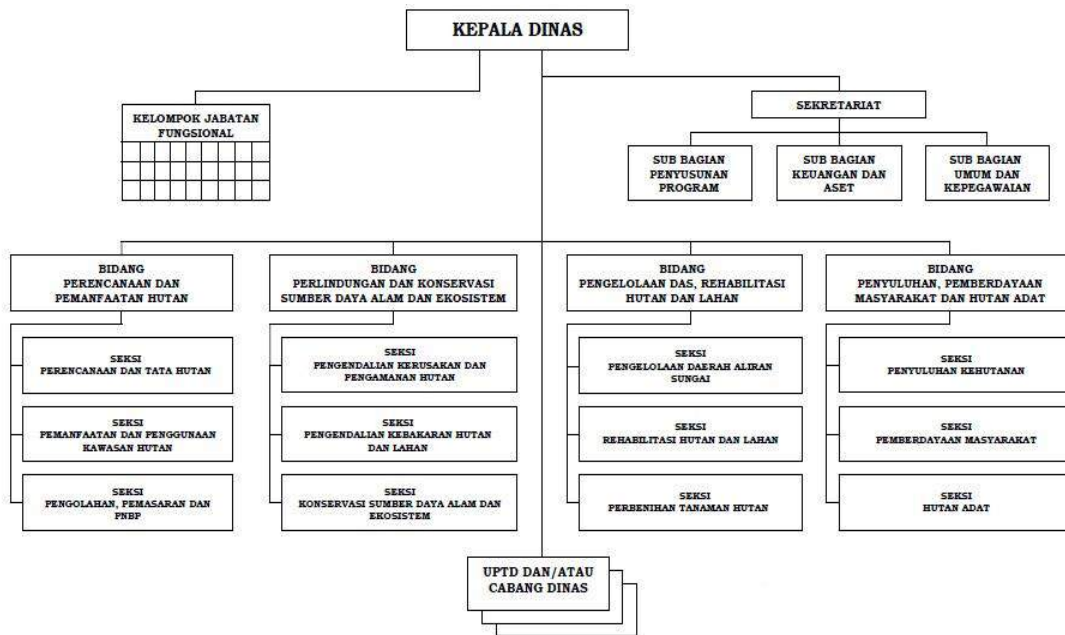 KEPALA DINAS
KELOMPOK JABATAN
FUNGSIONAL
SEKRETARIAT
SUB BAGIAN
PENYUSUNAN
PROGRAM
SUB BAGIAN
KEUANGAN DAN
ASET
SUB BAGIAN
UMUM DAN
KEPEGAWAIAN
BIDANG
PERENCANAAN DAN
PEMANFAATAN HUTAN
BIDANG
PERLINDUNGAN DAN KONSERVASI
SUMBER DAYA ALAM DAN EKOSISTEM
BIDANG
PENGELOLAAN DAS, REHABILITASI
HUTAN DAN LAHAN
BIDANG
PENYULUHAN, PEMBERDAYAAN
MASYARAKAT DAN HUTAN ADAT
SEKSI
PERENCANAAN DAN TATA HUTAN
SEKSI
PENGENDALIAN KERUSAKAN DAN
PENGAMANAN HUTAN
SEKSI
PENGELOLAAN DAERAH ALIRAN
SUNGAI
SEKSI
PENYULUHAN KEHUTANAN
SEKSI
PEMANFAATAN DAN PENGGUNAAN
KAWASAN HUTAN
SEKSI
PENGENDALIAN KEBAKARAN HUTAN
DAN LAHAN
SEKSI
REHABILITASI HUTAN DAN LAHAN
SEKSI
PEMBERDAYAAN MASYARAKAT
SEKSI
PENGOLAHAN, PEMASARAN DAN
PNBP
SEKSI
KONSERVASI SUMBER DAYA ALAM DAN
EKOSISTEM
SEKSI
PERBENIHAN TANAMAN HUTAN
SEKSI
HUTAN ADAT
UPTD DAN/ATAU
CABANG DINAS